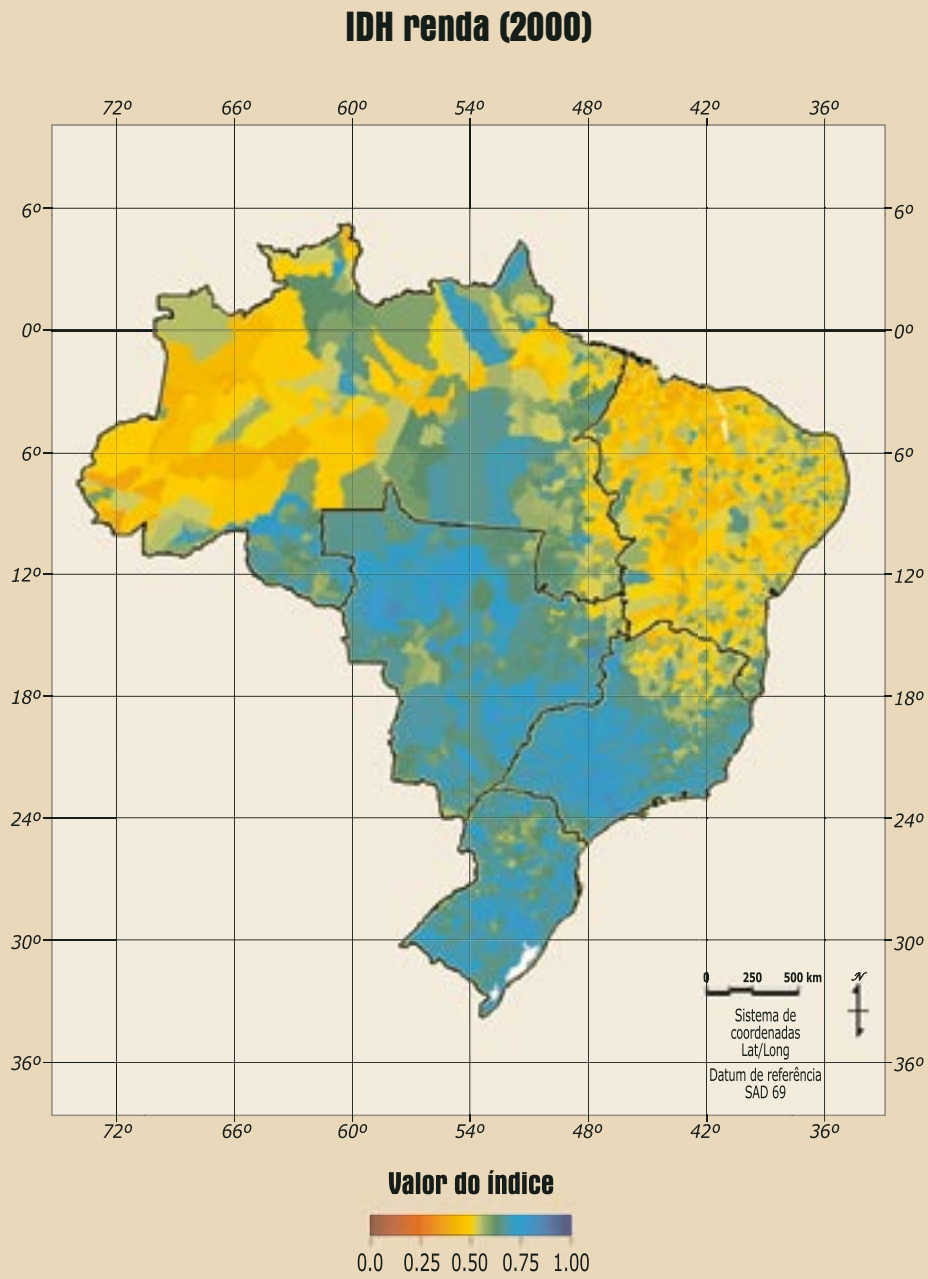 IDH renda (2000)
72º 66º 60º 54º 48º 42º 36º
6º 6º
0º 0º
6º 6º
12º 12º
18º 18º
24º 24º
30º 30º
0 250 500 km
N
Sistema de
coordenadas
Lat/Long
36º 36º
Datum de referência
SAD 69
72º 66º 60º 54º 48º 42º 36º
Valor do índice
0.0 0.25 0.50 0.75 1.00